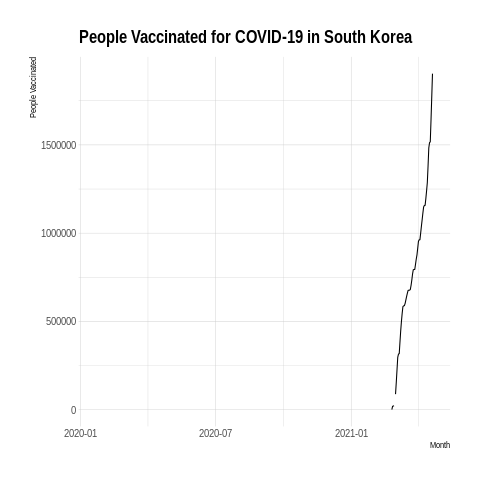 People Vaccinated for COVID-19 in South Korea
People Vaccinated
1500000
1000000
500000
0
2020-01 2020-07 2021-01
Month